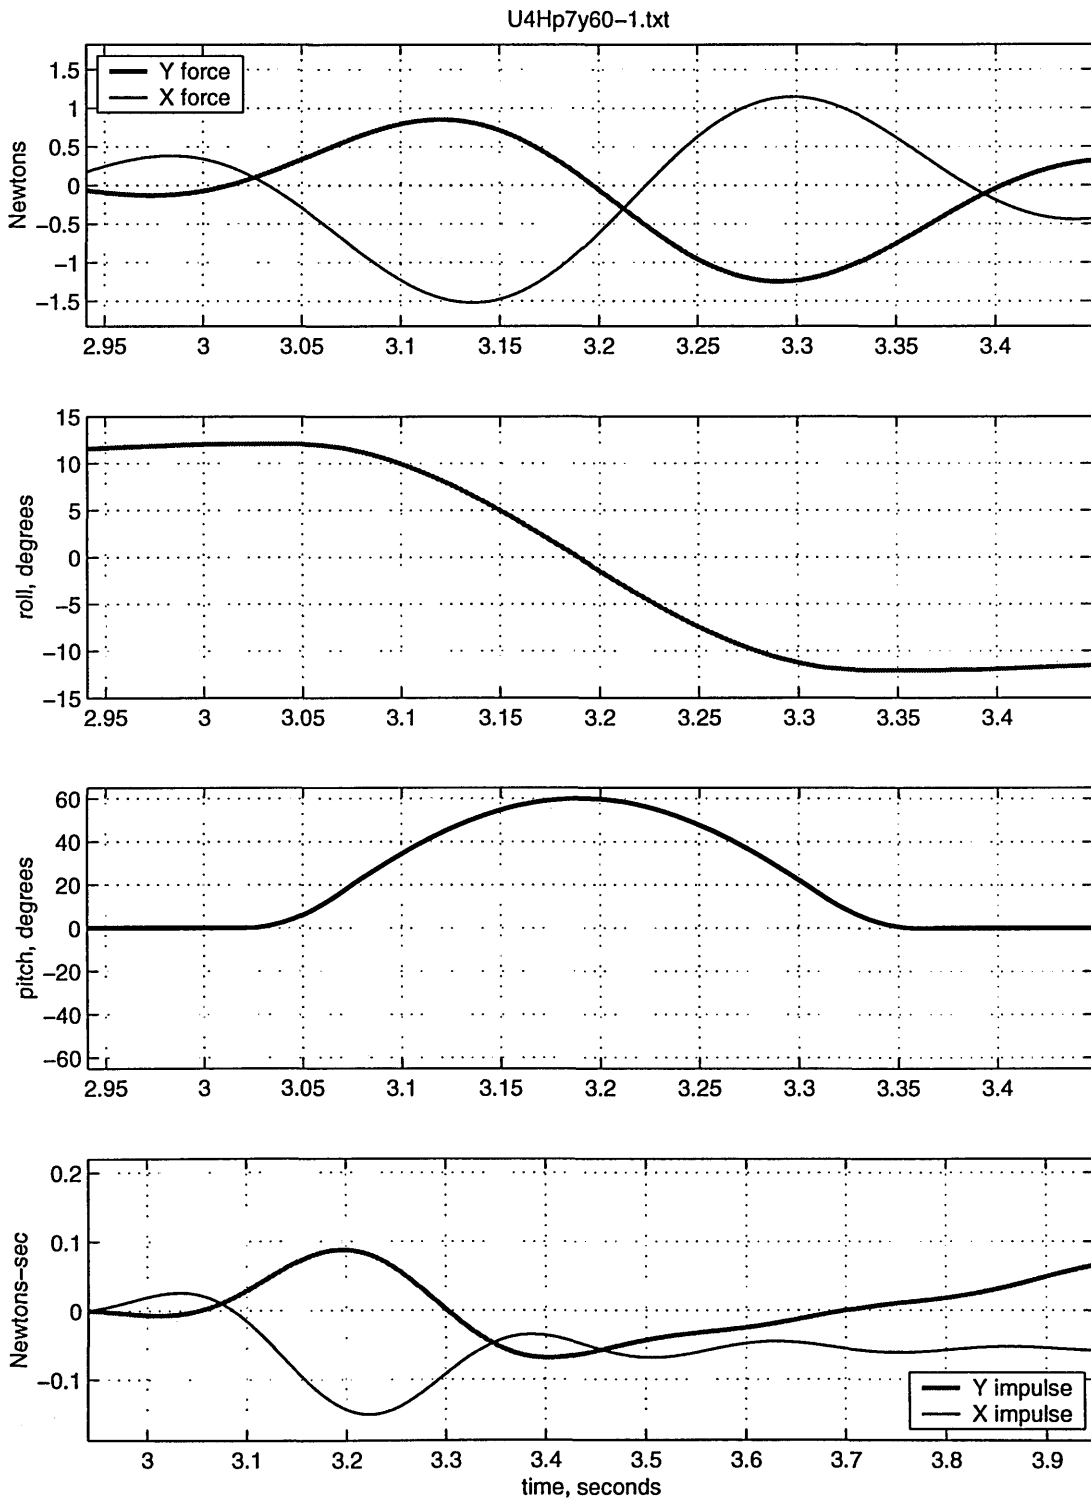 U4Hp7y60−1.txt
Y force
X force
Newtons
1.5
1
0.5
0
−0.5
−1
−1.5
2.95 3 3.05 3.1 3.15 3.2 3.25 3.3 3.35 3.4
roll, degrees
15
10
5
0
−5
−10
−15
2.95 3 3.05 3.1 3.15 3.2 3.25 3.3 3.35 3.4
pitch, degrees
60
40
20
0
−20
−40
−60
2.95 3 3.05 3.1 3.15 3.2 3.25 3.3 3.35 3.4
Newtons−sec
0.2
0.1
0
−0.1
Y impulse
X impulse
3 3.1 3.2 3.3 3.4 3.5 3.6 3.7 3.8 3.9
time, seconds